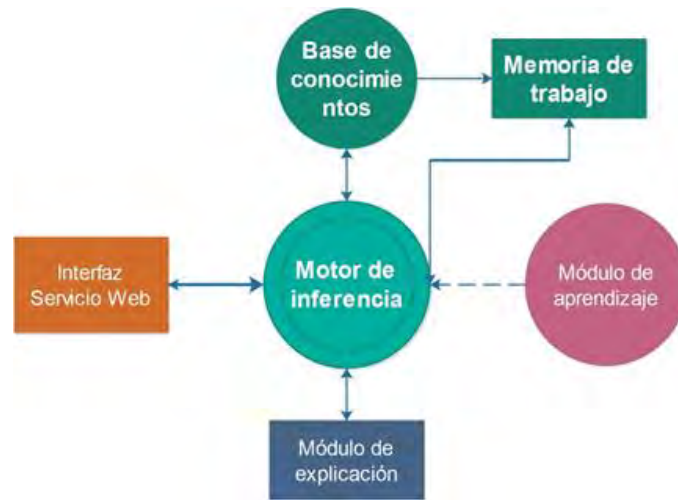 Base de
conocimie
ntos
Memoria de
trabajo
Interfaz
Servicio Web
Motor de
inferencia
Módulo de
aprendizaje
Módulo de
explicación